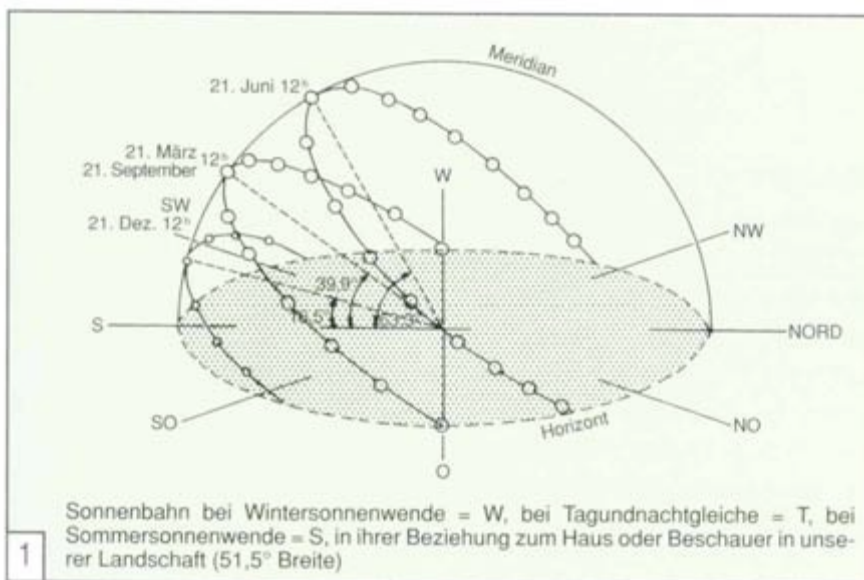 Meridian
21. Juni 12ʰ
21. März
12ʰ
21. September
W
SW
21. Dez. 12ʰ
NW
39,9°
16,5°
63,3°
S
NORD
SO
Horizont
NO
O
Sonnenbahn bei Wintersonnenwende = W, bei Tagundnachtgleiche = T, bei
Sommersonnenwende = S, in ihrer Beziehung zum Haus oder Beschauer in unse-
rer Landschaft (51,5° Breite)
1